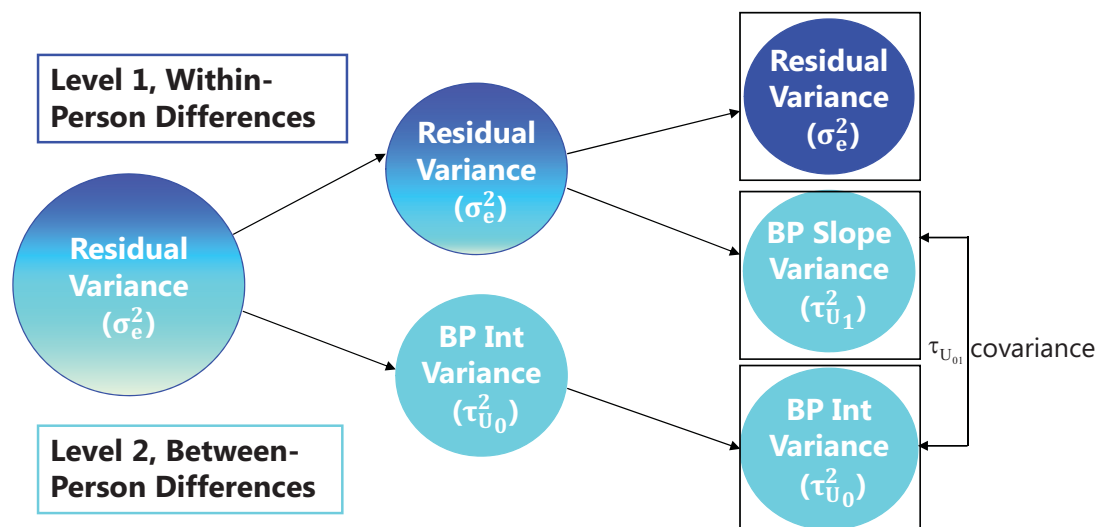 Level 1, Within-
Person Differences
Residual
Variance
(σ²ₑ)
Level 2, Between-
Person Differences
Residual
Variance
(σ²ₑ)
BP Int
Variance
(τ²U₀)
Residual
Variance
(σ²ₑ)
BP Slope
Variance
(τ²U₁)
BP Int
Variance
(τ²U₀)
τU₀₁ covariance